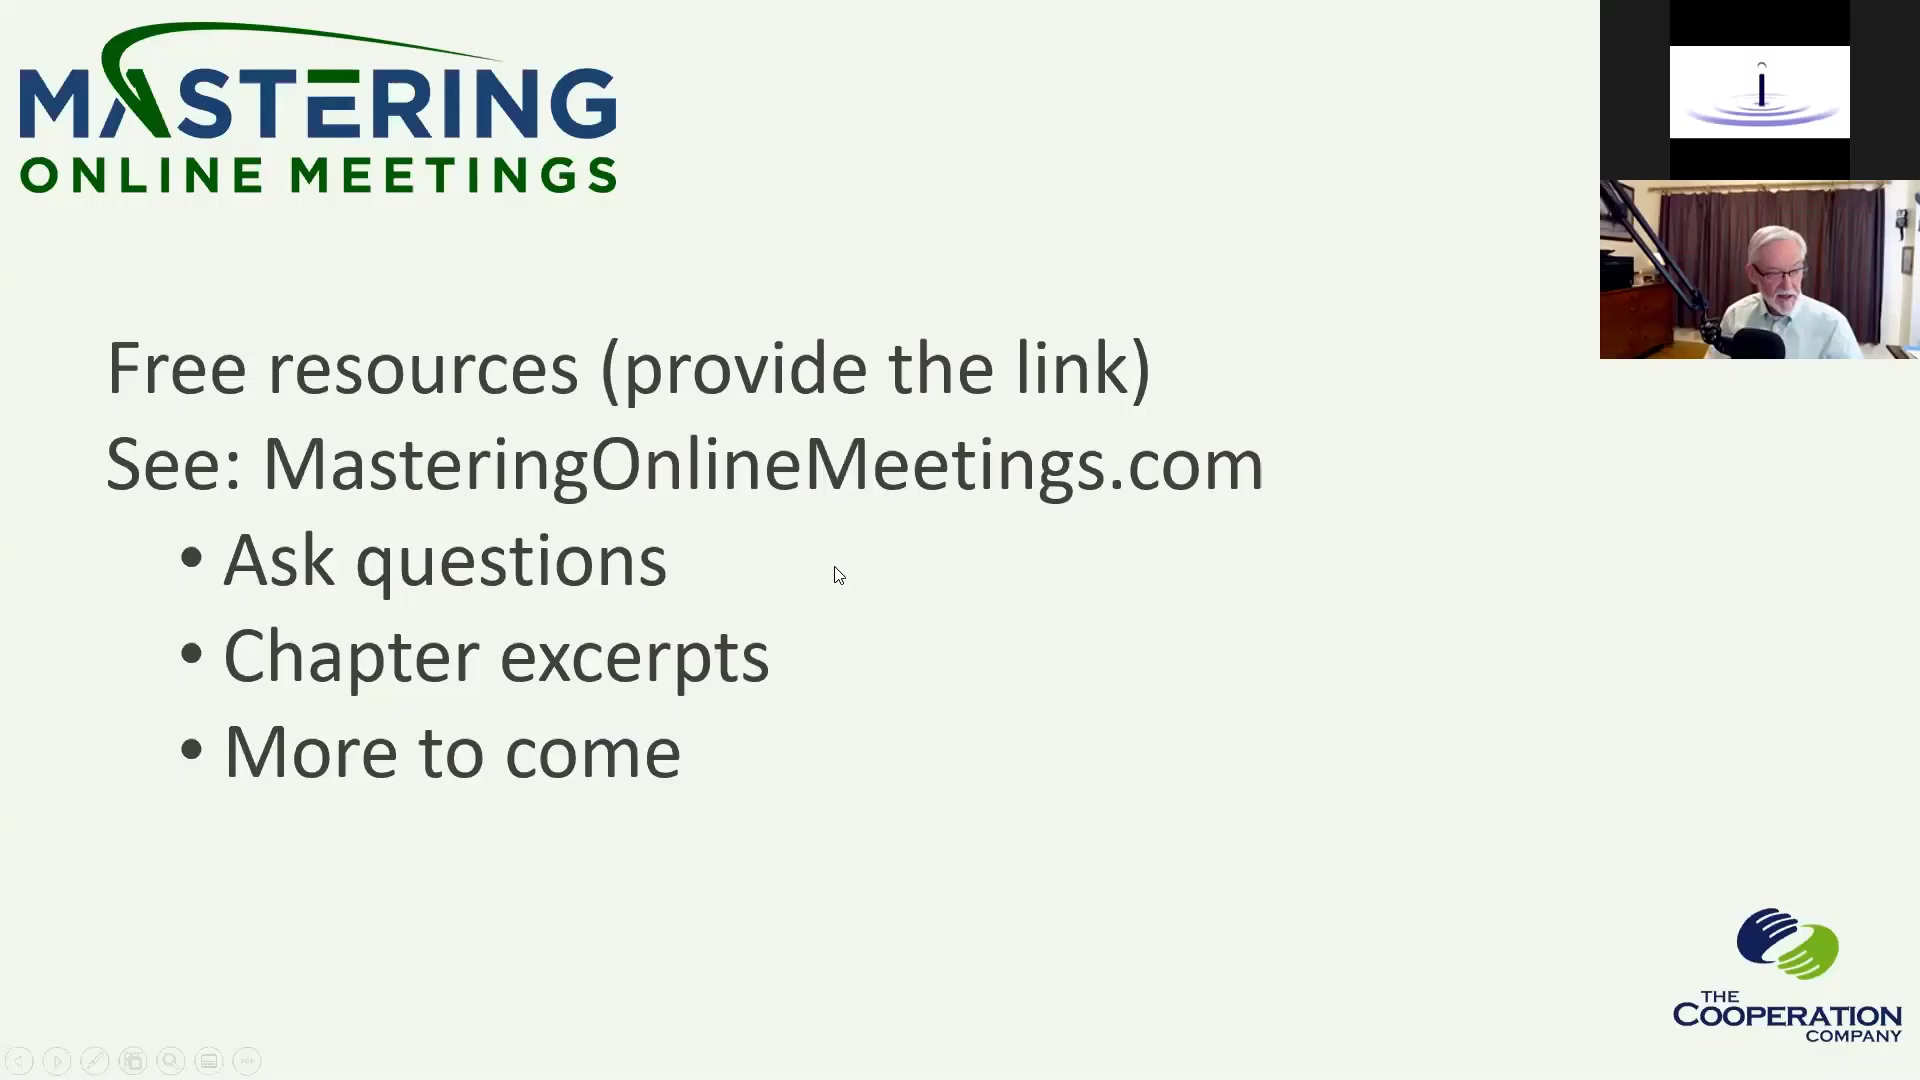 MASTERING
ONLINE MEETINGS
Free resources (provide the link)
See: MasteringOnlineMeetings.com
• Ask questions
• Chapter excerpts
• More to come
THE
COOPERATION
COMPANY